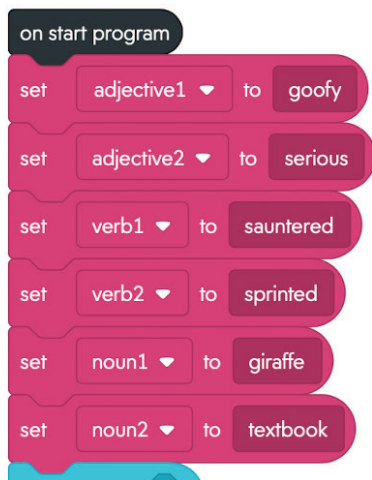 on start program
set adjective1 to goofy
set adjective2 to serious
set verb1 to sauntered
set verb2 to sprinted
set noun1 to giraffe
set noun2 to textbook